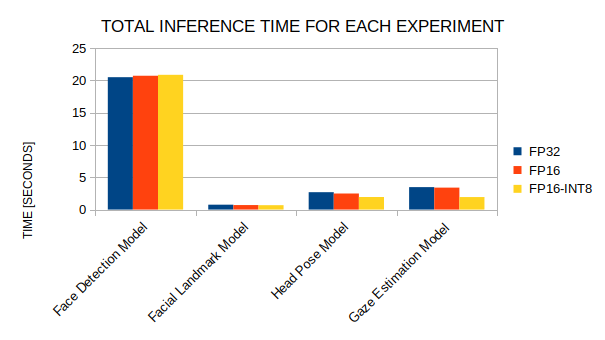 TOTAL INFERENCE TIME FOR EACH EXPERIMENT
25
20
15
10
5
0
TIME [SECONDS]
Face Detection Model
Facial Landmark Model
Head Pose Model
Gaze Estimation Model
FP32
FP16
FP16-INT8